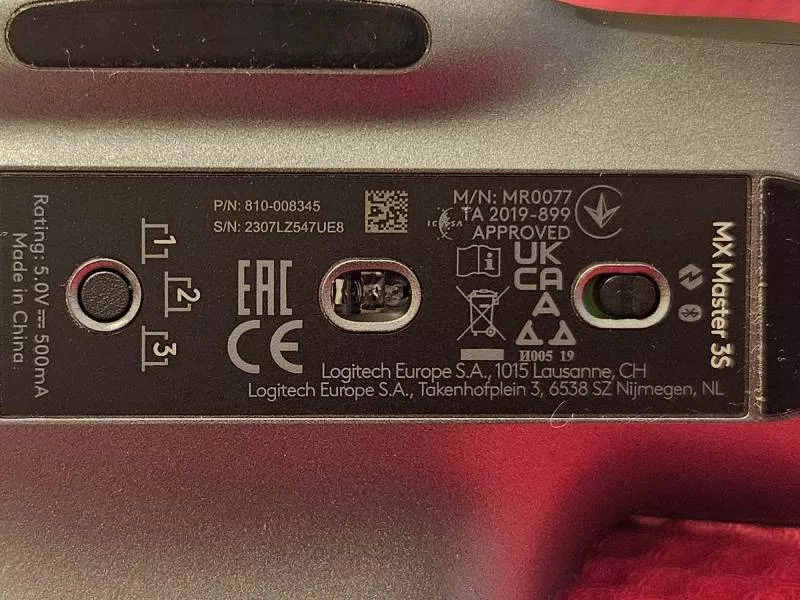 P/N: 810-008345
S/N: 2307LZ547UE8
M/N: MR0077
TA 2019-899
APPROVED
ICASA
1
2
3
Rating: 5.0V⎓500mA
Made in China
EAC
CE
UK
CA
И005 19
MX Master 3S
Logitech Europe S.A., 1015 Lausanne, CH
Logitech Europe S.A., Takenhofplein 3, 6538 SZ Nijmegen, NL